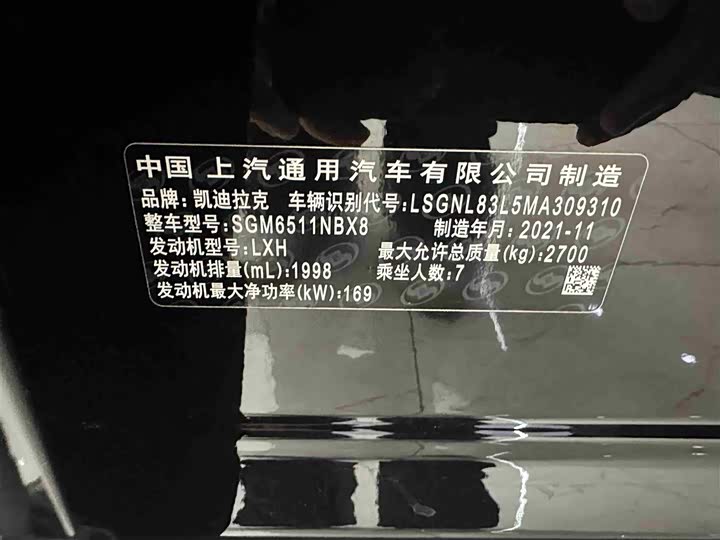 中国 上汽通用汽车有限公司制造
品牌:凯迪拉克 车辆识别代号:LSGNL83L5MA309310
整车型号:SGM6511NBX8 制造年月:2021-11
发动机型号:LXH 最大允许总质量(kg):2700
发动机排量(mL):1998 乘坐人数:7
发动机最大净功率(kW):169